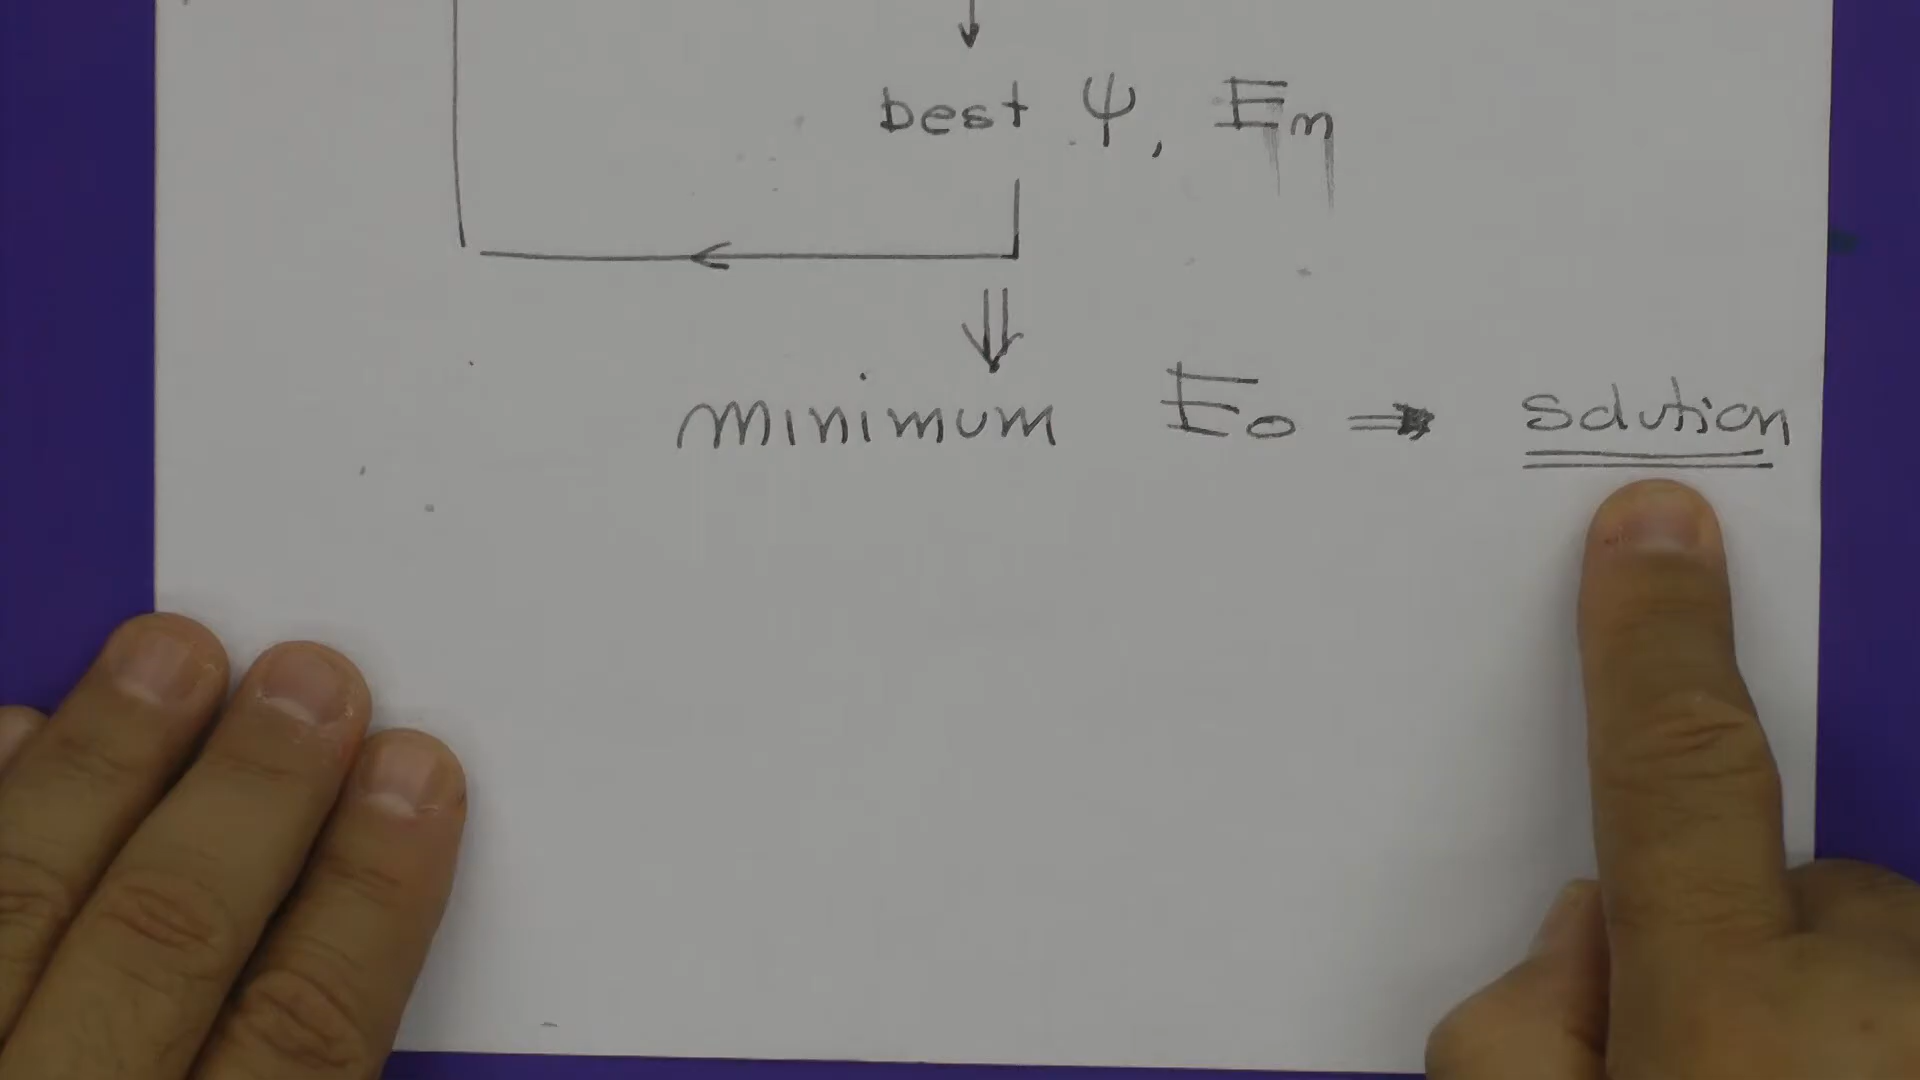 best Ψ, Em
minimum E0 ⇒ solution